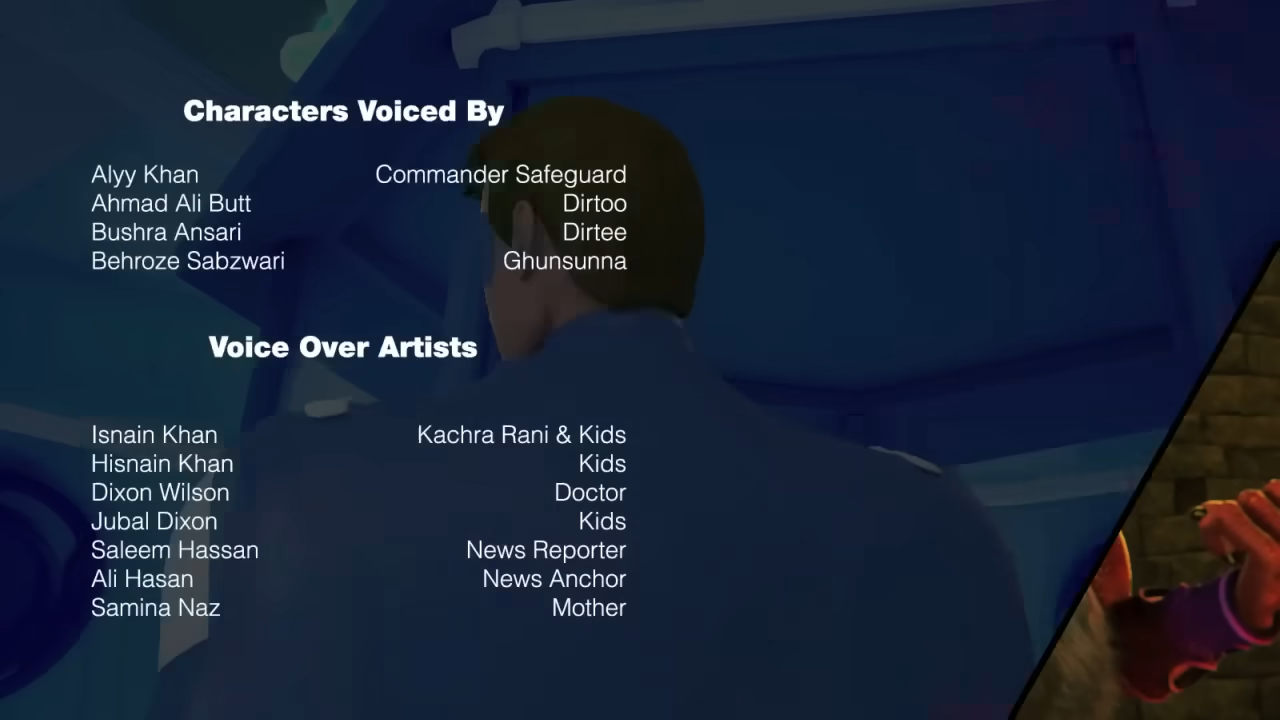 Characters Voiced By
Alyy Khan Commander Safeguard
Ahmad Ali Butt Dirtoo
Bushra Ansari Dirtee
Behroze Sabzwari Ghunsunna
Voice Over Artists
Isnain Khan Kachra Rani & Kids
Hisnain Khan Kids
Dixon Wilson Doctor
Jubal Dixon Kids
Saleem Hassan News Reporter
Ali Hasan News Anchor
Samina Naz Mother